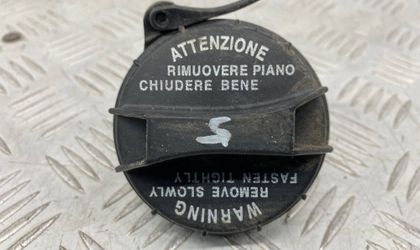 ATTENZIONE
RIMUOVERE PIANO
CHIUDERE BENE
S
WARNING
REMOVE SLOWLY
FASTEN TIGHTLY